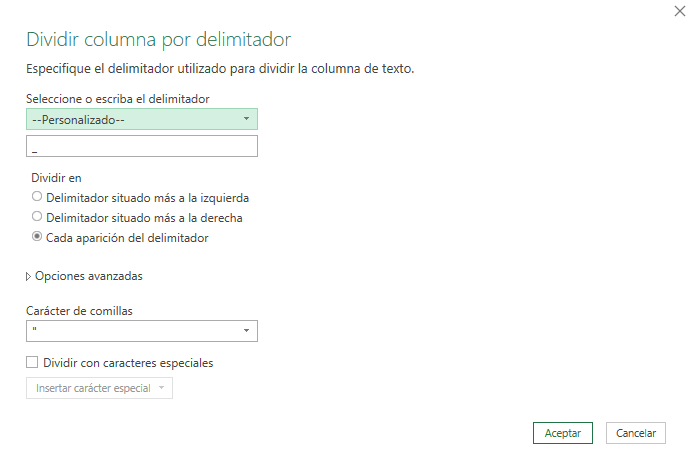 Dividir columna por delimitador
Especifique el delimitador utilizado para dividir la columna de texto.
Seleccione o escriba el delimitador
--Personalizado--
_
Dividir en
Delimitador situado más a la izquierda
Delimitador situado más a la derecha
Cada aparición del delimitador
Opciones avanzadas
Carácter de comillas
"
Dividir con caracteres especiales
Insertar carácter especial
Aceptar
Cancelar